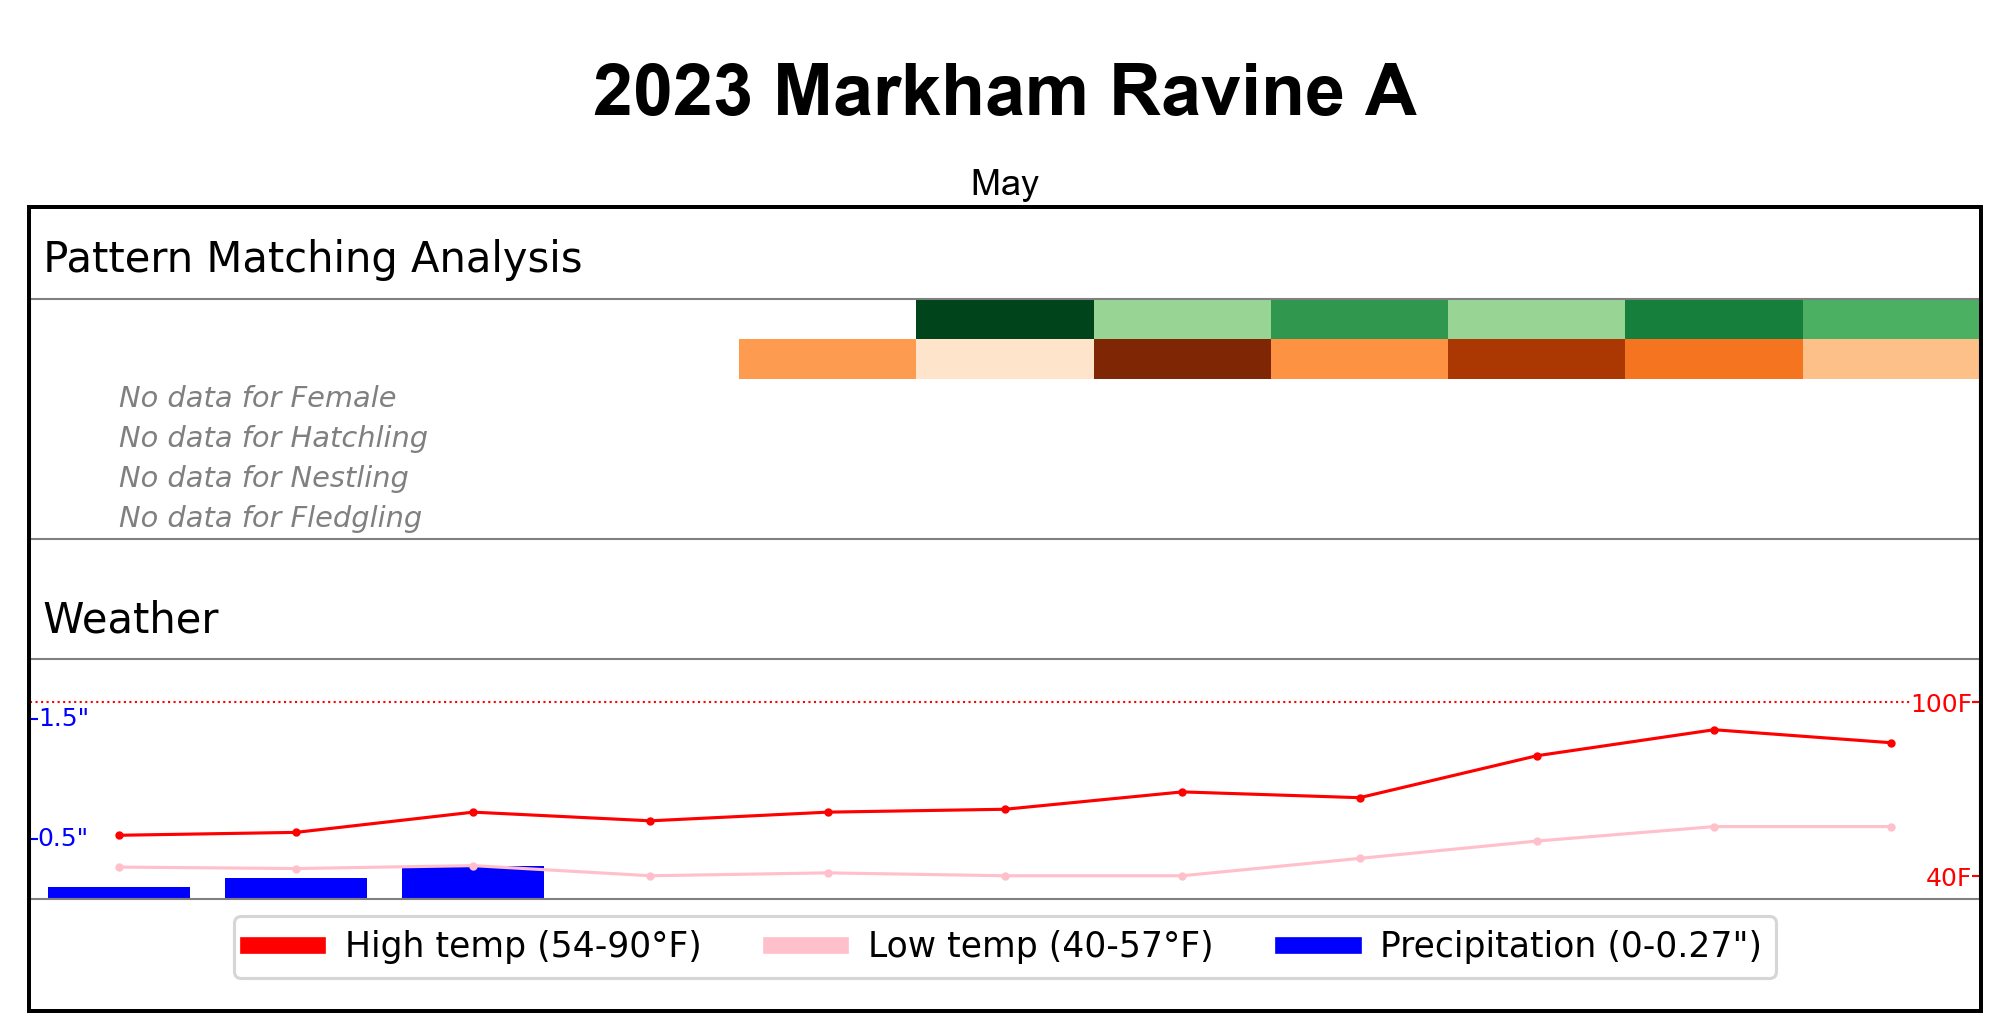 2023 Markham Ravine A
May
Pattern Matching Analysis
No data for Female
No data for Hatchling
No data for Nestling
No data for Fledgling
Weather
1.5" 100F
0.5" 40F
High temp (54-90°F) Low temp (40-57°F) Precipitation (0-0.27")